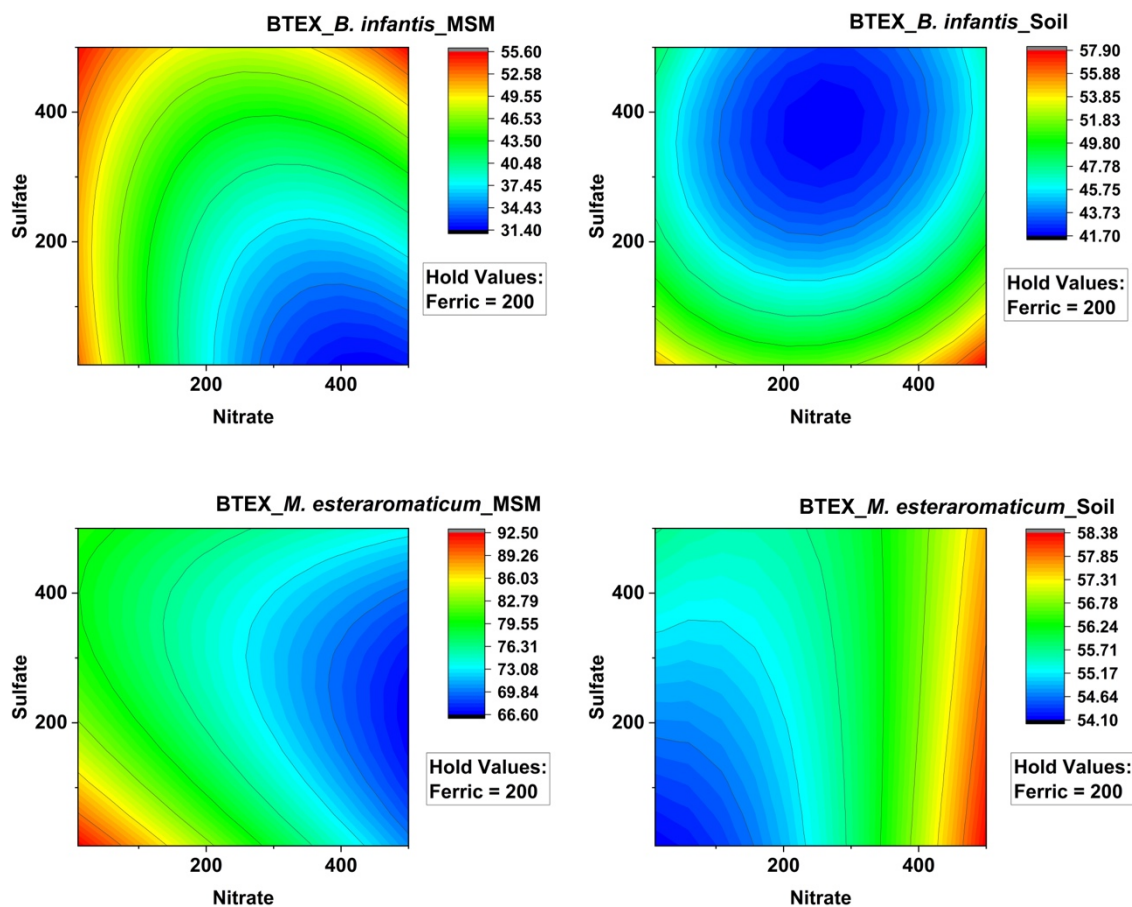 BTEX_B. infantis_MSM
55.60
52.58
49.55
46.53
43.50
40.48
37.45
34.43
31.40
400
200
Sulfate
200 400
Nitrate
Hold Values:
Ferric = 200
BTEX_B. infantis_Soil
57.90
55.88
53.85
51.83
49.80
47.78
45.75
43.73
41.70
400
200
Sulfate
200 400
Nitrate
Hold Values:
Ferric = 200
BTEX_M. esteraromaticum_MSM
92.50
89.26
86.03
82.79
79.55
76.31
73.08
69.84
66.60
400
200
Sulfate
200 400
Nitrate
Hold Values:
Ferric = 200
BTEX_M. esteraromaticum_Soil
58.38
57.85
57.31
56.78
56.24
55.71
55.17
54.64
54.10
400
200
Sulfate
200 400
Nitrate
Hold Values:
Ferric = 200